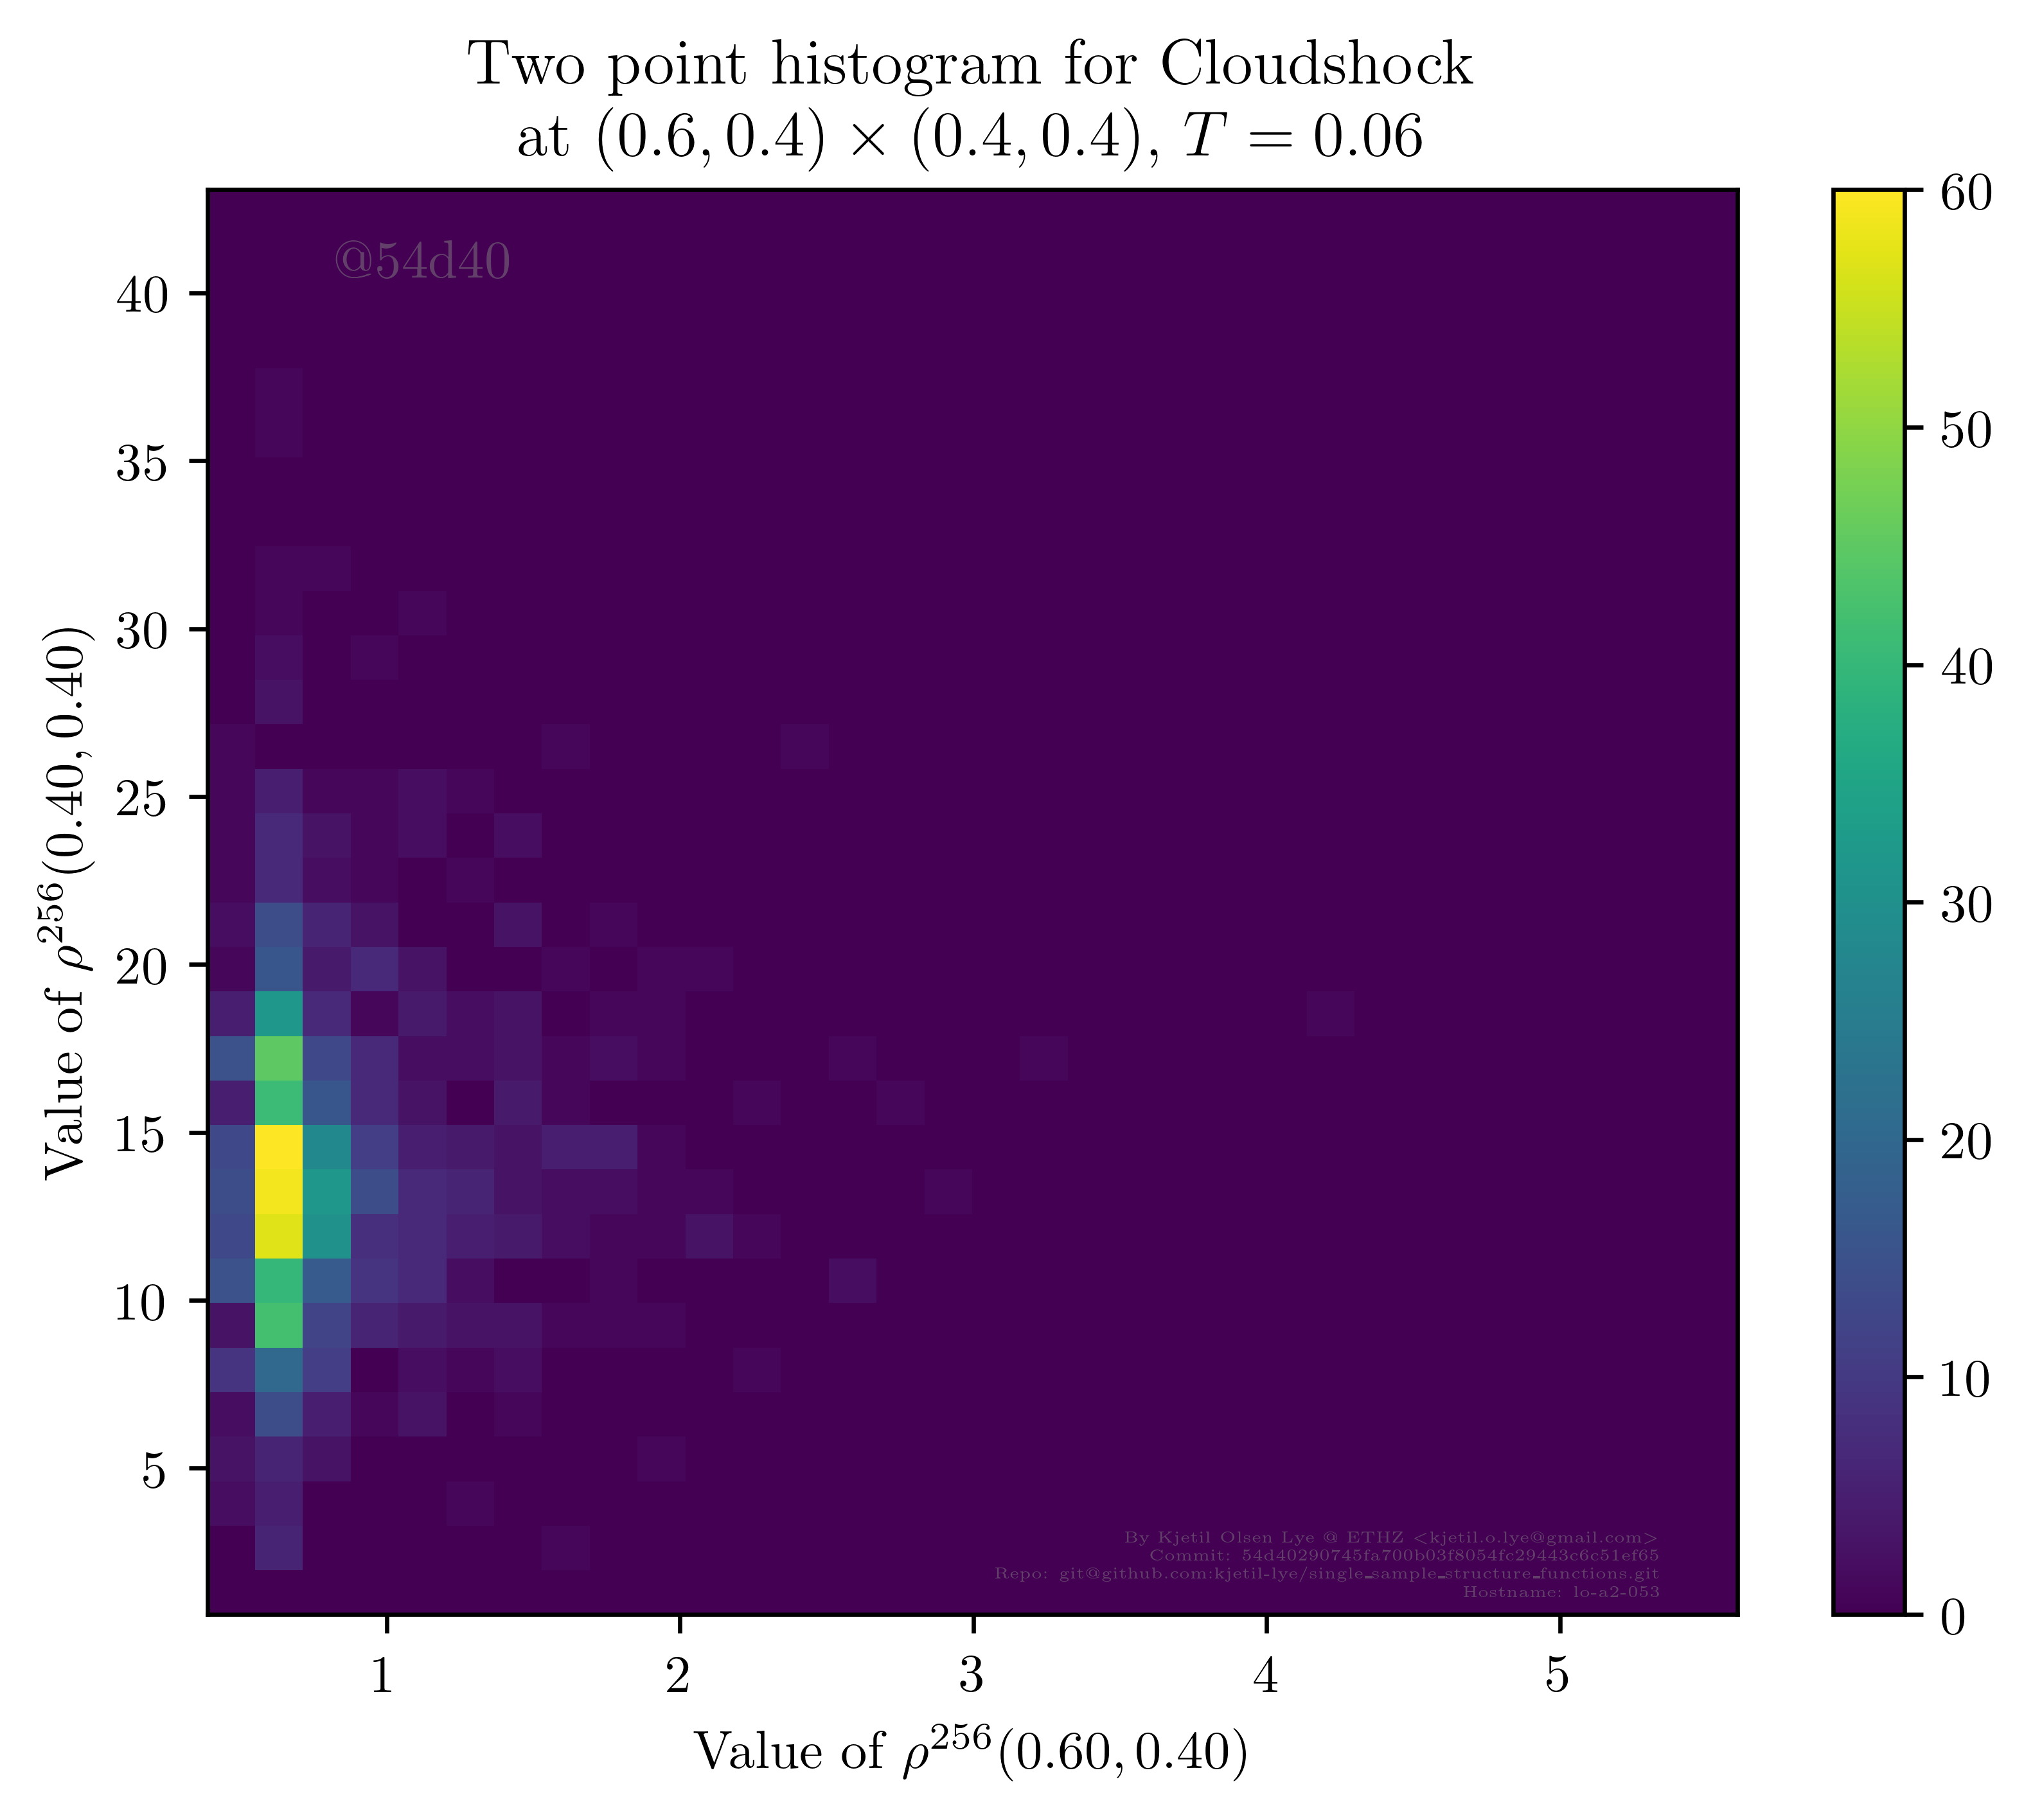 Two point histogram for Cloudshock
at (0.6, 0.4) × (0.4, 0.4), T = 0.06
@54d40
60
50
40
30
20
10
0
40
35
30
25
20
15
10
5
Value of ρ²⁵⁶(0.40, 0.40)
By Kjetil Olsen Lye @ ETHZ <kjetil.o.lye@gmail.com>
Commit: 54d40290745fa700b03f8054fc29443c6c51ef65
Repo: git@github.com:kjetil-lye/single_sample_structure_functions.git
Hostname: lo-a2-053
1 2 3 4 5
Value of ρ²⁵⁶(0.60, 0.40)